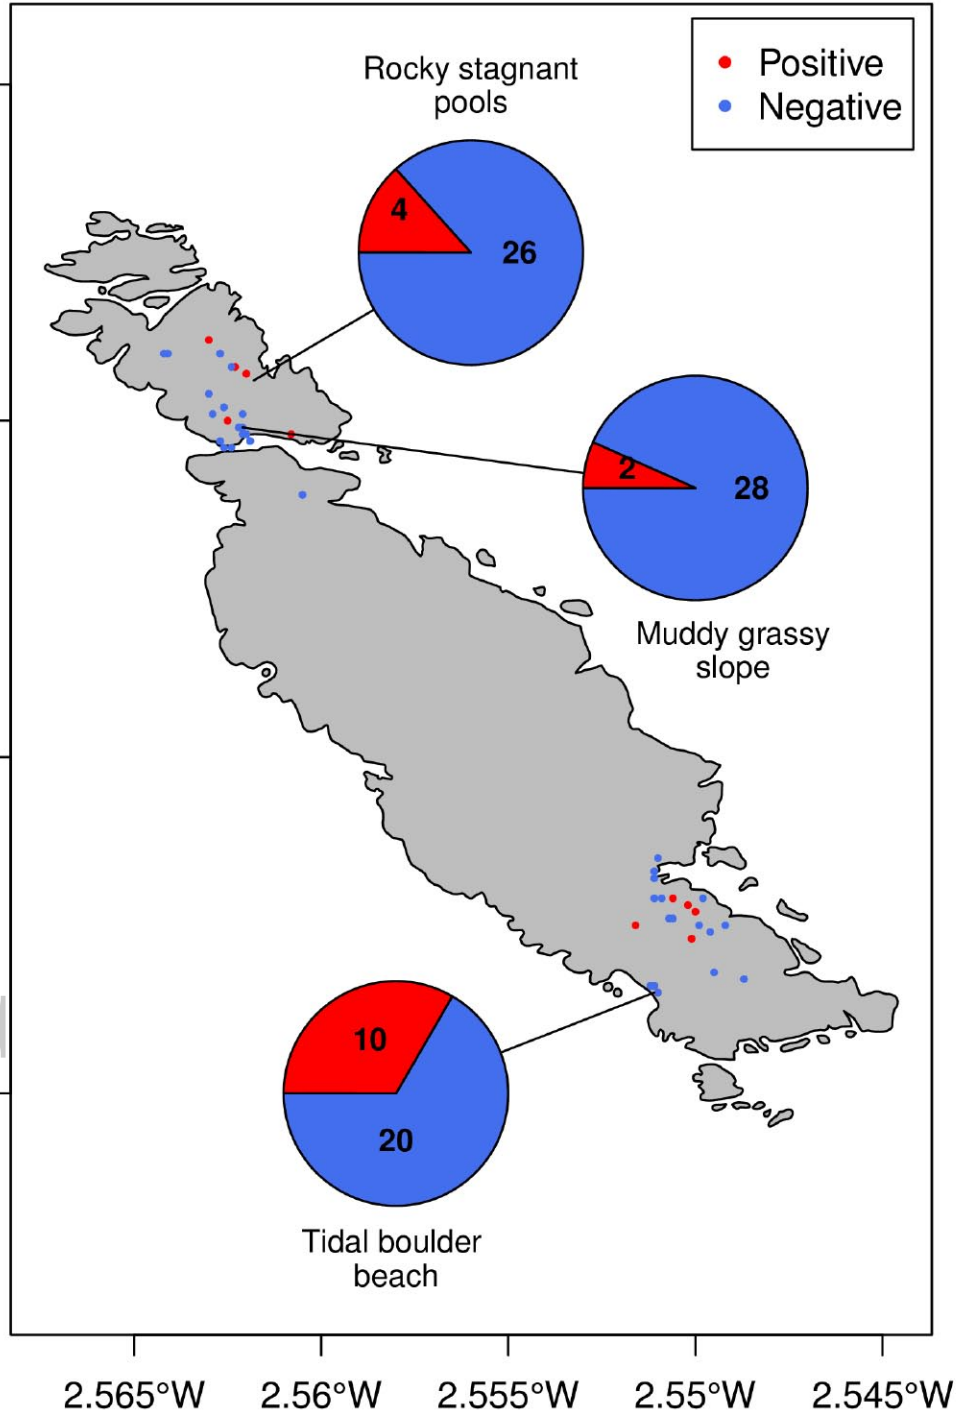 Positive
Negative
Rocky stagnant
pools
4
26
2
28
Muddy grassy
slope
10
20
Tidal boulder
beach
2.565°W
2.56°W
2.555°W
2.55°W
2.545°W